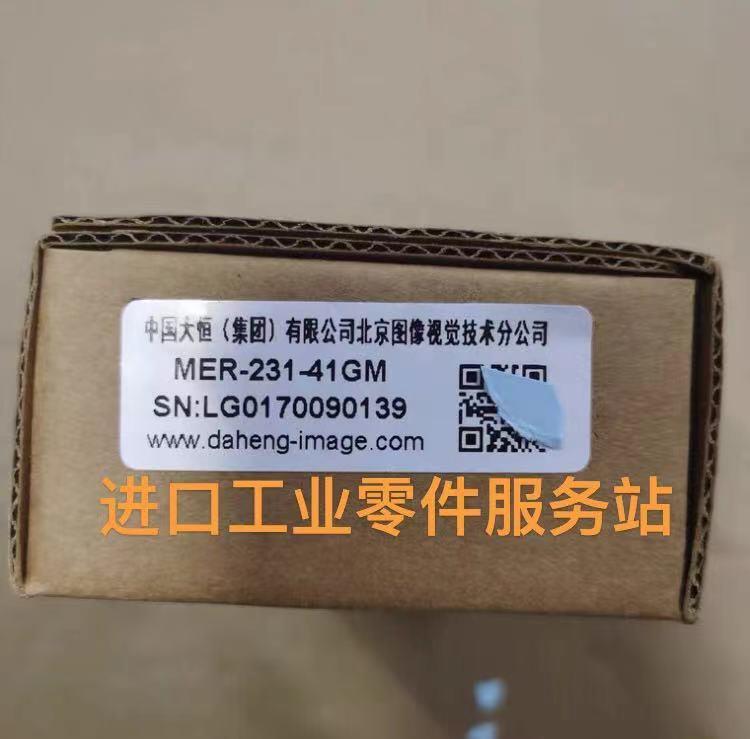 中国大恒（集团）有限公司北京图像视觉技术分公司
MER-231-41GM
SN:LG0170090139
www.daheng-image.com
进口工业零件服务站